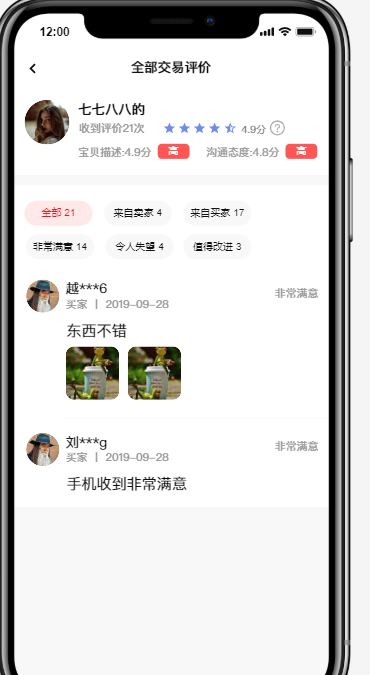 12:00
全部交易评价
七七八八的
收到评价21次 4.9分 ?
宝贝描述:4.9分 高 沟通态度:4.8分 高
全部 21 来自卖家 4 来自买家 17
非常满意 14 令人失望 4 值得改进 3
越***6 非常满意
买家 | 2019-09-28
东西不错
刘***g 非常满意
买家 | 2019-09-28
手机收到非常满意